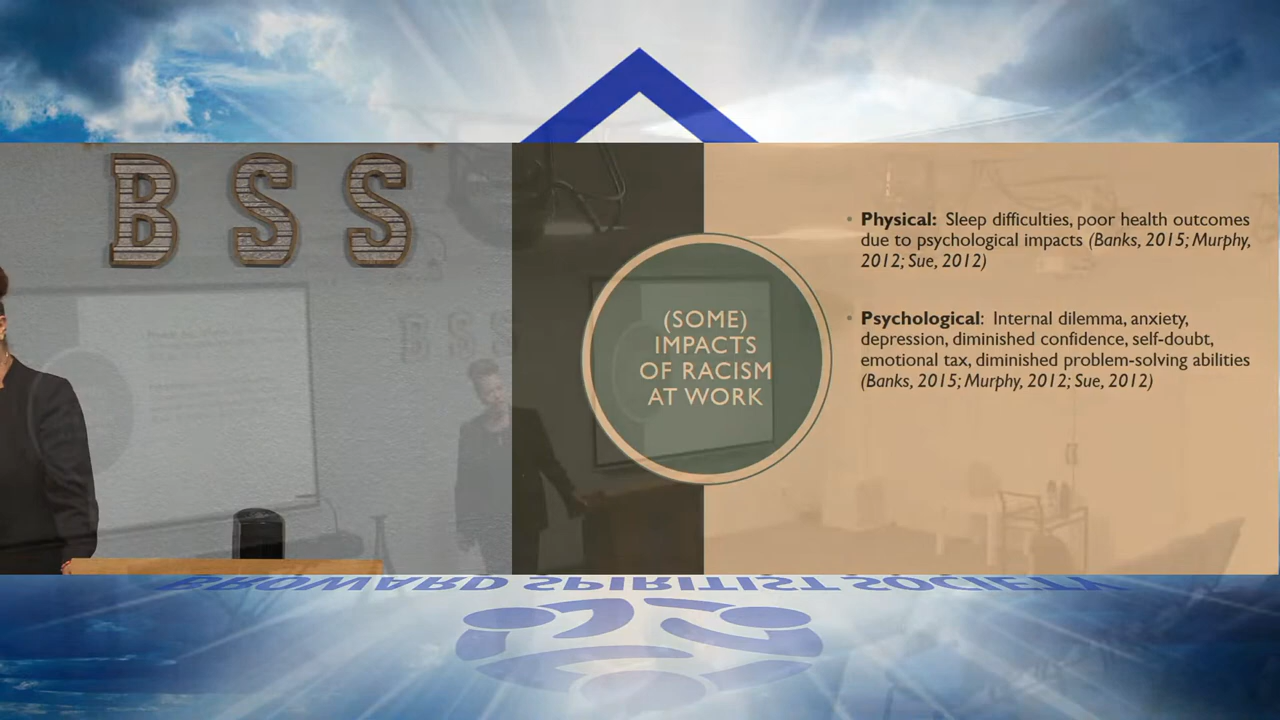 BSS
(SOME)
IMPACTS
OF RACISM
AT WORK
• Physical: Sleep difficulties, poor health outcomes
due to psychological impacts (Banks, 2015; Murphy,
2012; Sue, 2012)
• Psychological: Internal dilemma, anxiety,
depression, diminished confidence, self-doubt,
emotional tax, diminished problem-solving abilities
(Banks, 2015; Murphy, 2012; Sue, 2012)
BSS
BROWARD SPIRITIST SOCIETY